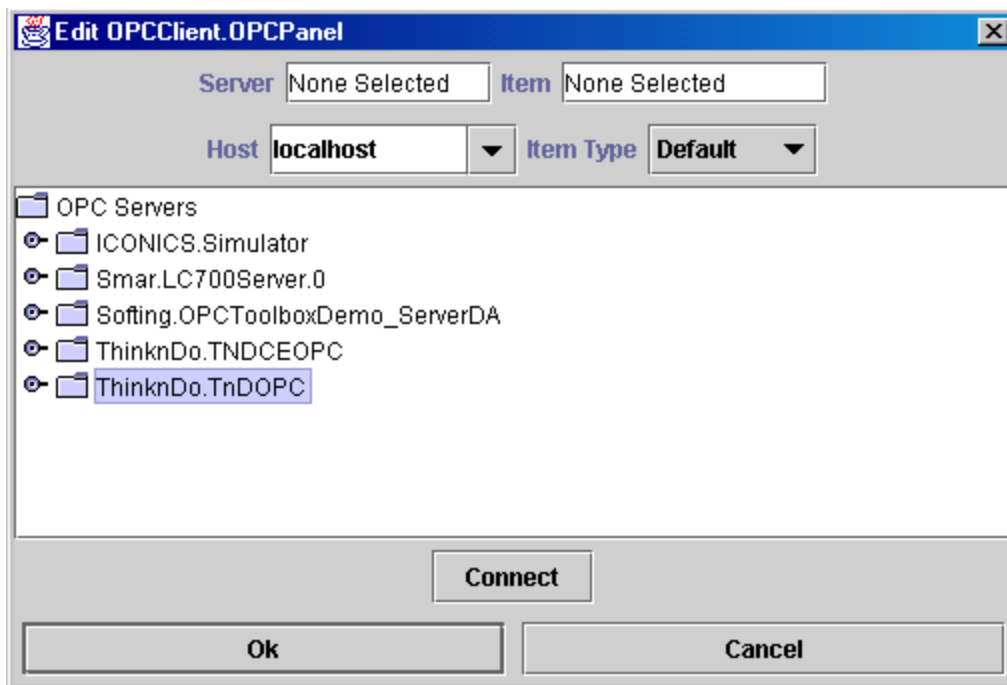 Edit OPCClient.OPCPanel
Server None Selected Item None Selected
Host localhost Item Type Default
OPC Servers
ICONICS.Simulator
Smar.LC700Server.0
Softing.OPCToolboxDemo_ServerDA
ThinknDo.TNDCEOPC
ThinknDo.TnDOPC
Connect
Ok Cancel